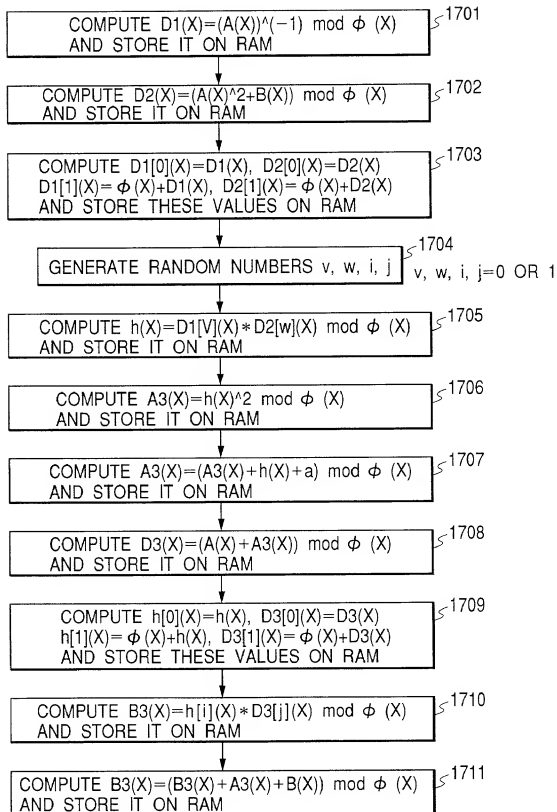 COMPUTE D1(X)=(A(X))^(-1) mod ϕ (X)
AND STORE IT ON RAM
1701
COMPUTE D2(X)=(A(X)^2+B(X)) mod ϕ (X)
AND STORE IT ON RAM
1702
COMPUTE D1[0](X)=D1(X), D2[0](X)=D2(X)
D1[1](X)=ϕ(X)+D1(X), D2[1](X)=ϕ(X)+D2(X)
AND STORE THESE VALUES ON RAM
1703
GENERATE RANDOM NUMBERS v, w, i, j
1704
v, w, i, j=0 OR 1
COMPUTE h(X)=D1[V](X)*D2[w](X) mod ϕ (X)
AND STORE IT ON RAM
1705
COMPUTE A3(X)=h(X)^2 mod ϕ (X)
AND STORE IT ON RAM
1706
COMPUTE A3(X)=(A3(X)+h(X)+a) mod ϕ (X)
AND STORE IT ON RAM
1707
COMPUTE D3(X)=(A(X)+A3(X)) mod ϕ (X)
AND STORE IT ON RAM
1708
COMPUTE h[0](X)=h(X), D3[0](X)=D3(X)
h[1](X)=ϕ(X)+h(X), D3[1](X)=ϕ(X)+D3(X)
AND STORE THESE VALUES ON RAM
1709
COMPUTE B3(X)=h[i](X)*D3[j](X) mod ϕ (X)
AND STORE IT ON RAM
1710
COMPUTE B3(X)=(B3(X)+A3(X)+B(X)) mod ϕ (X)
AND STORE IT ON RAM
1711